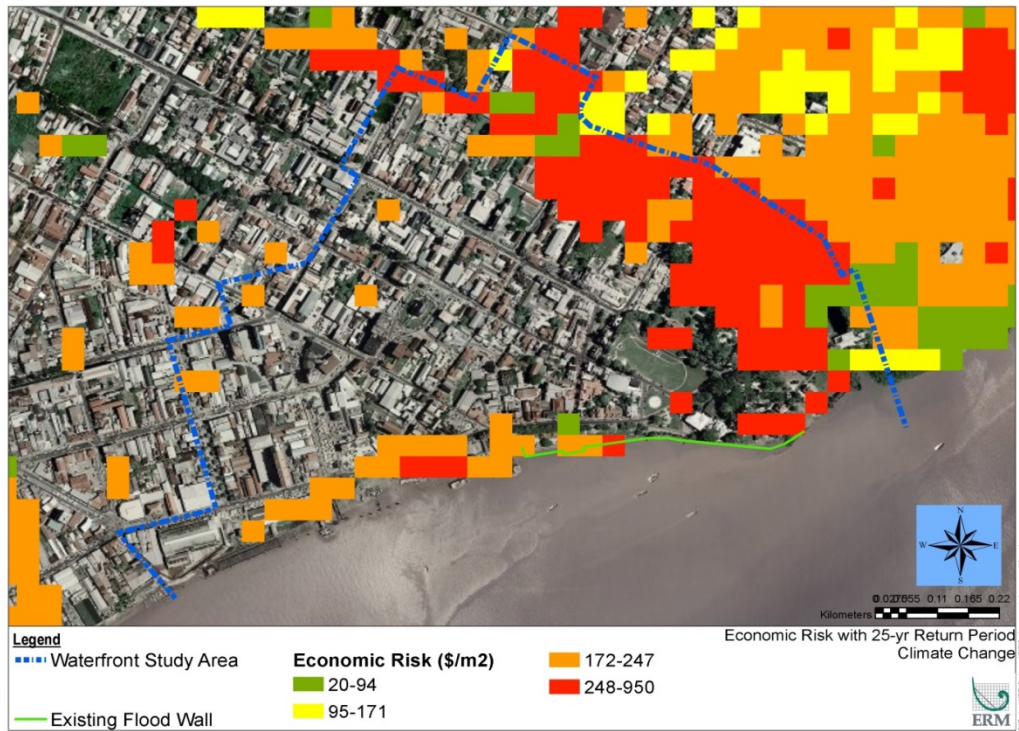 N
W
E
S
0.11 0.165 0.22
Kilometers
Legend
Waterfront Study Area
Existing Flood Wall
Economic Risk ($/m2)
20-94
95-171
172-247
248-950
Economic Risk with 25-yr Return Period
Climate Change
ERM